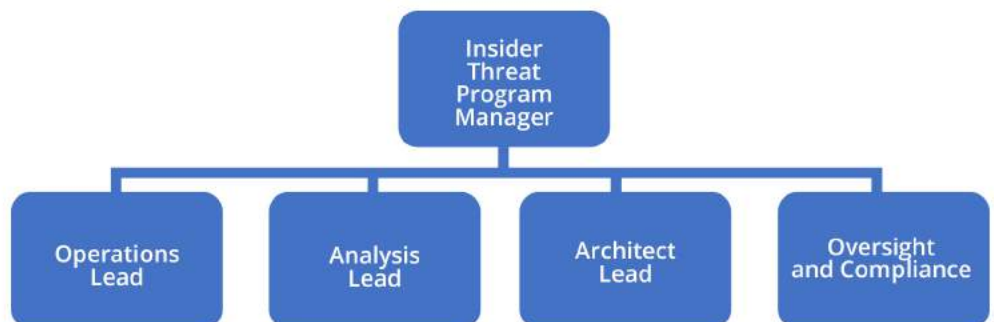 Insider
Threat
Program
Manager
Operations
Lead
Analysis
Lead
Architect
Lead
Oversight
and Compliance